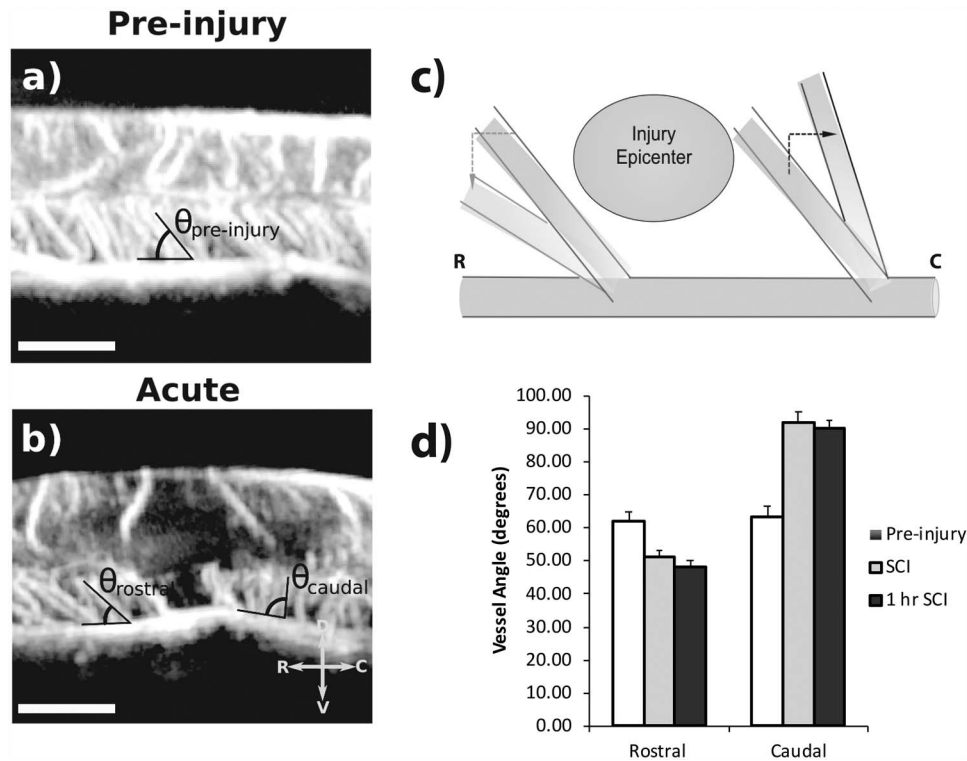 Pre-injury
a)
θpre-injury
Acute
b)
θrostral
θcaudal
D
R
C
V
c)
Injury
Epicenter
R
C
d)
Vessel Angle (degrees)
100.00
90.00
80.00
70.00
60.00
50.00
40.00
30.00
20.00
10.00
0.00
Rostral
Caudal
Pre-injury
SCI
1 hr SCI